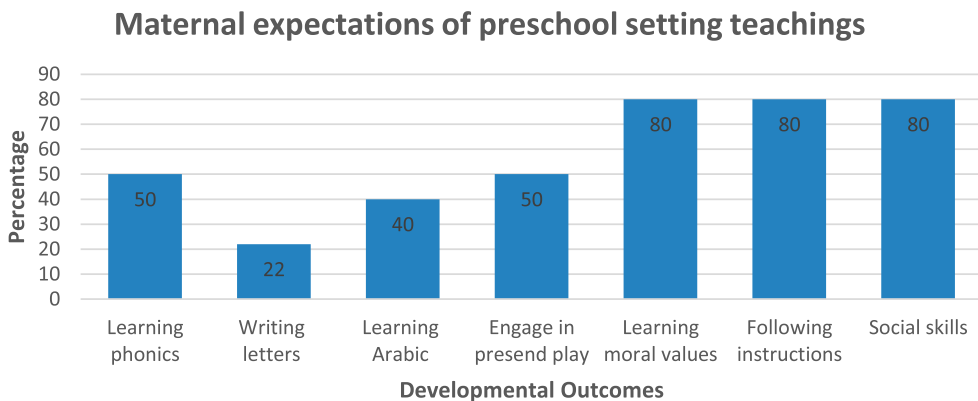 Maternal expectations of preschool setting teachings
Percentage
90
80
70
60
50
40
30
20
10
0
50
22
40
50
80
80
80
Learning phonics
Writing letters
Learning Arabic
Engage in presend play
Learning moral values
Following instructions
Social skills
Developmental Outcomes